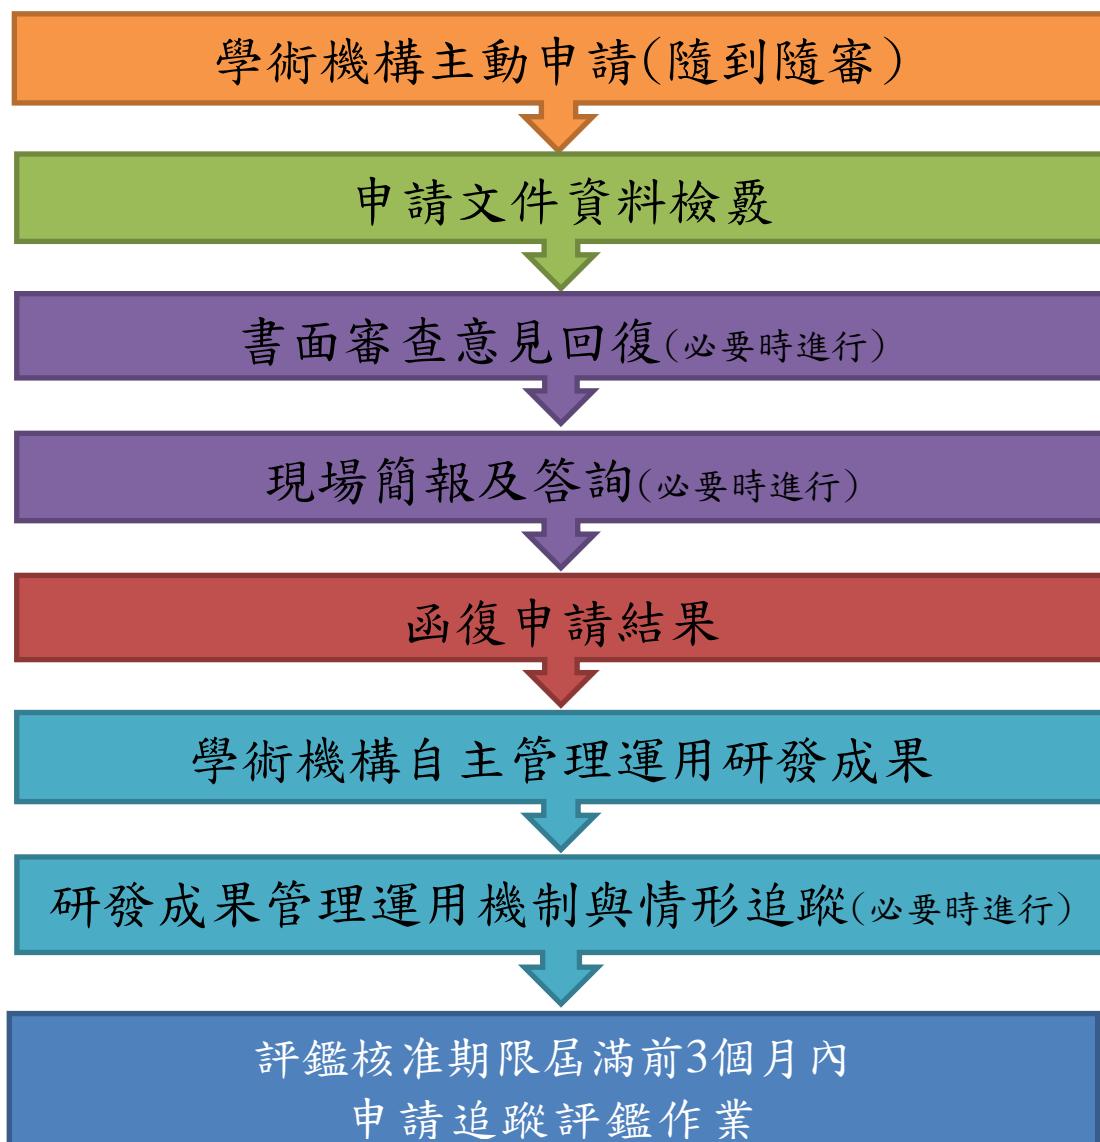 學術機構主動申請(隨到隨審)
申請文件資料檢覈
書面審查意見回復(必要時進行)
現場簡報及答詢(必要時進行)
函復申請結果
學術機構自主管理運用研發成果
研發成果管理運用機制與情形追蹤(必要時進行)
評鑑核准期限屆滿前3個月內
申請追蹤評鑑作業